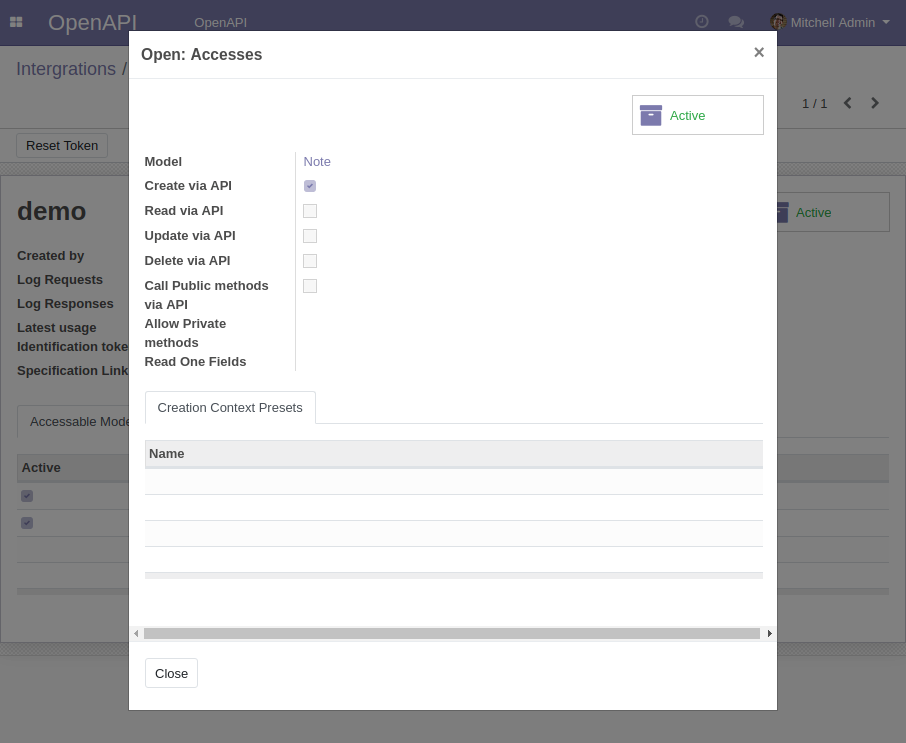 OpenAPI
OpenAPI
Mitchell Admin
Intergrations /
Open: Accesses
×
1 / 1
Active
Reset Token
Model
Note
Create via API
Read via API
Update via API
Delete via API
Call Public methods
via API
Allow Private
methods
Read One Fields
demo
Active
Created by
Log Requests
Log Responses
Latest usage
Identification toke
Specification Link
Creation Context Presets
Accessable Mode
Name
Active
Close